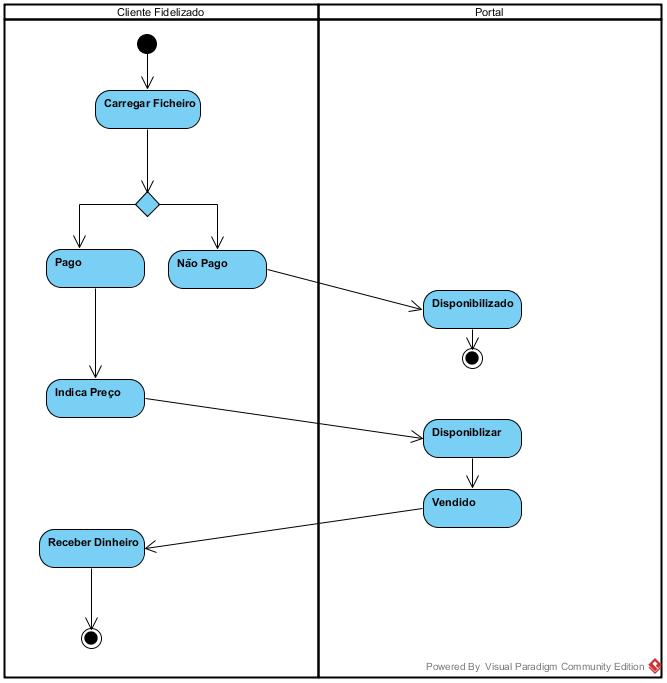 Cliente Fidelizado
Portal
Carregar Ficheiro
Pago
Não Pago
Disponibilizado
Indica Preço
Disponiblizar
Vendido
Receber Dinheiro
Powered By Visual Paradigm Community Edition